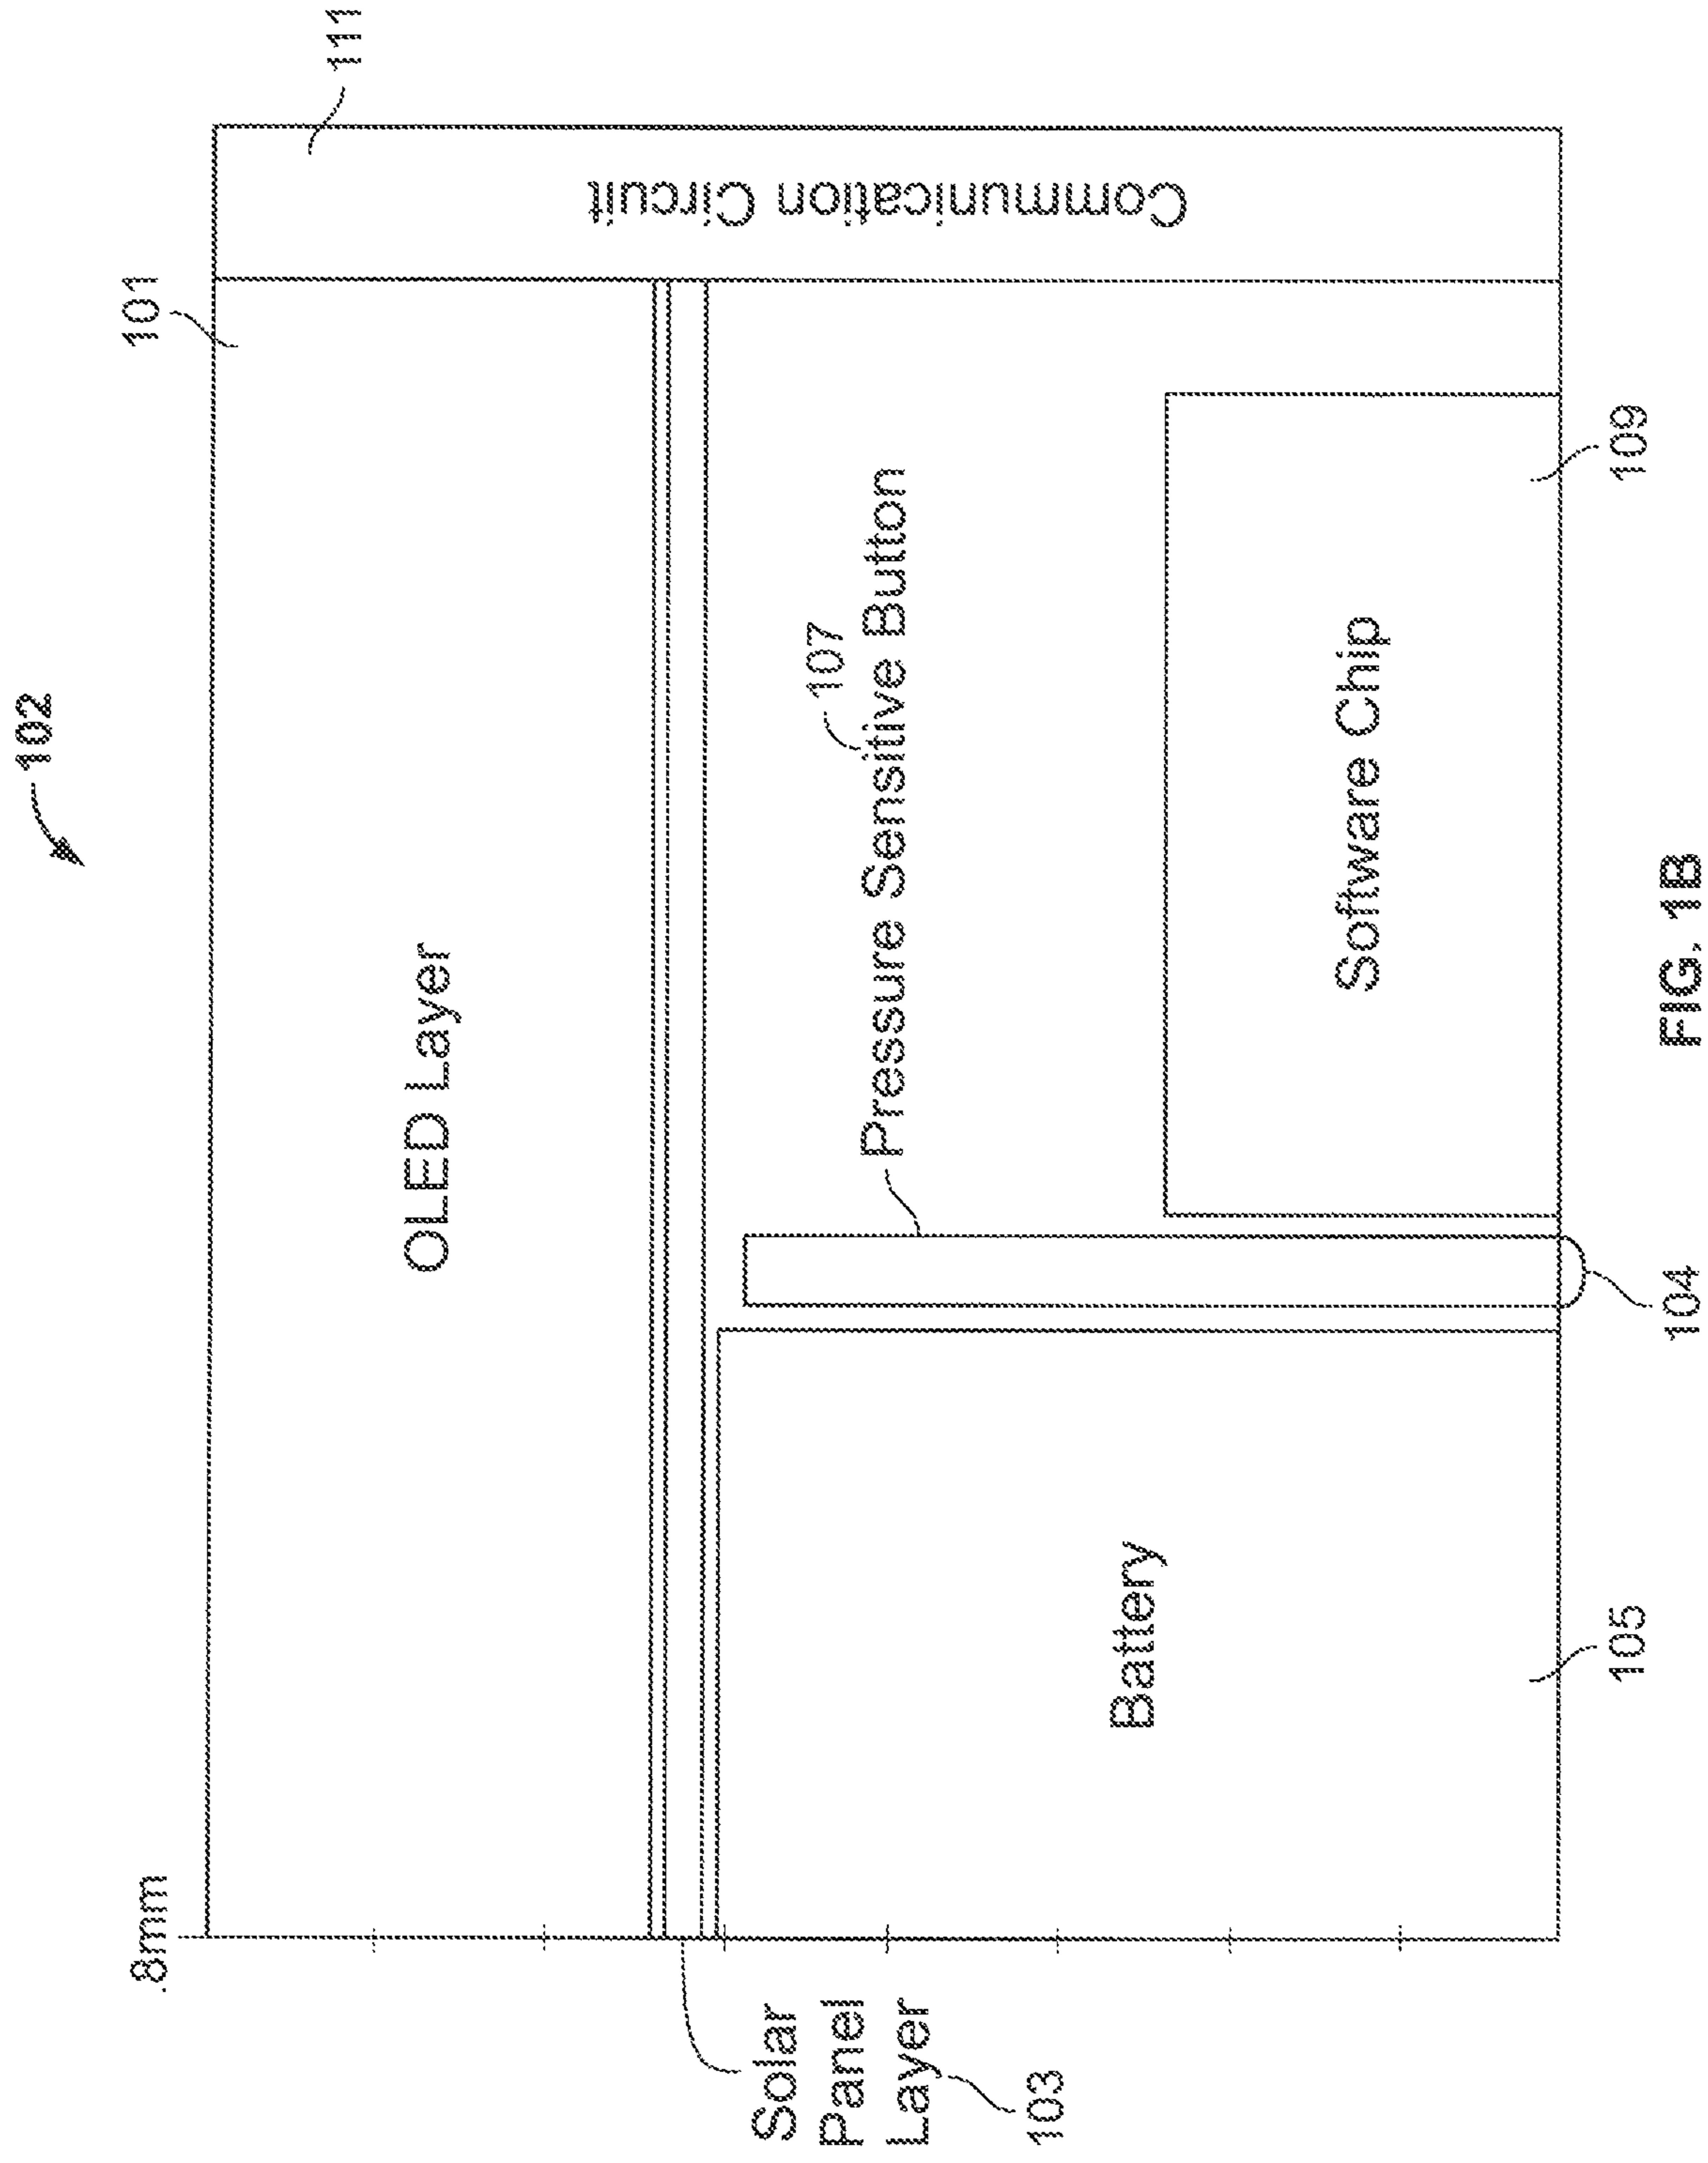 102
.8mm
101
111
OLED Layer
Communication Circuit
Solar
Panel
Layer
103
107
Pressure Sensitive Button
Battery
Software Chip
105
104
109
FIG. 1B